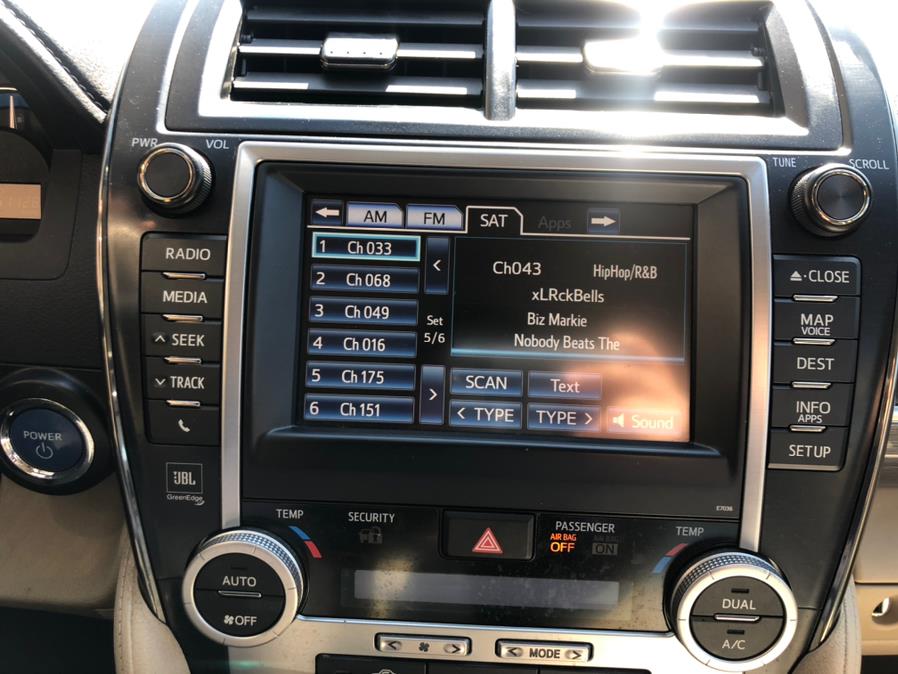 PWR VOL
TUNE SCROLL
AM FM SAT Apps
RADIO
MEDIA
SEEK
TRACK
1 Ch 033
2 Ch 068
3 Ch 049
4 Ch 016
5 Ch 175
6 Ch 151
<
Set
5/6
>
Ch043 HipHop/R&B
xLRckBells
Biz Markie
Nobody Beats The
SCAN Text
< TYPE TYPE > Sound
CLOSE
MAP
VOICE
DEST
INFO
APPS
SETUP
POWER
JBL
GreenEdge
E7036
TEMP SECURITY
PASSENGER
AIR BAG
OFF
AIR BAG
ON
TEMP
AUTO
OFF
DUAL
A/C
< >
< MODE >